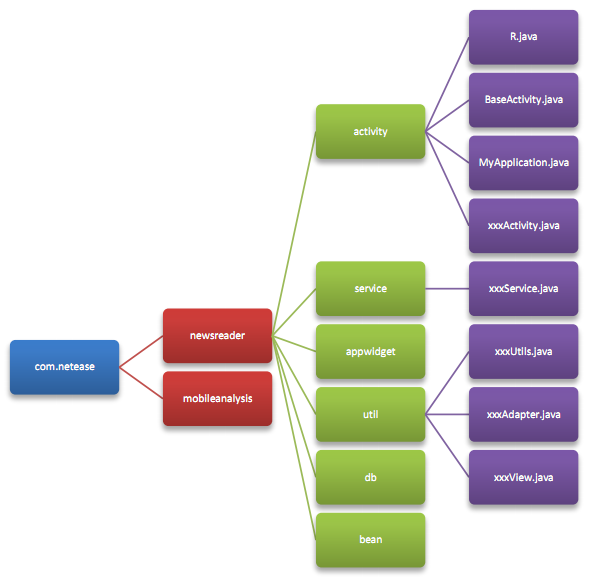 com.netease
newsreader
mobileanalysis
activity
service
appwidget
util
db
bean
R.java
BaseActivity.java
MyApplication.java
xxxActivity.java
xxxService.java
xxxUtils.java
xxxAdapter.java
xxxView.java